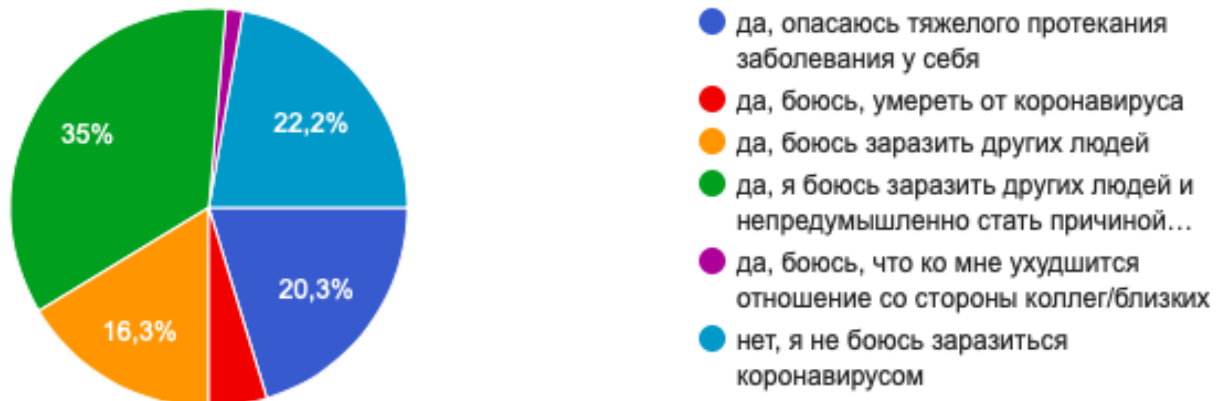 35%
22,2%
20,3%
16,3%
да, опасаюсь тяжелого протекания
заболевания у себя
да, боюсь, умереть от коронавируса
да, боюсь заразить других людей
да, я боюсь заразить других людей и
непредумышленно стать причиной…
да, боюсь, что ко мне ухудшится
отношение со стороны коллег/близких
нет, я не боюсь заразиться
коронавирусом